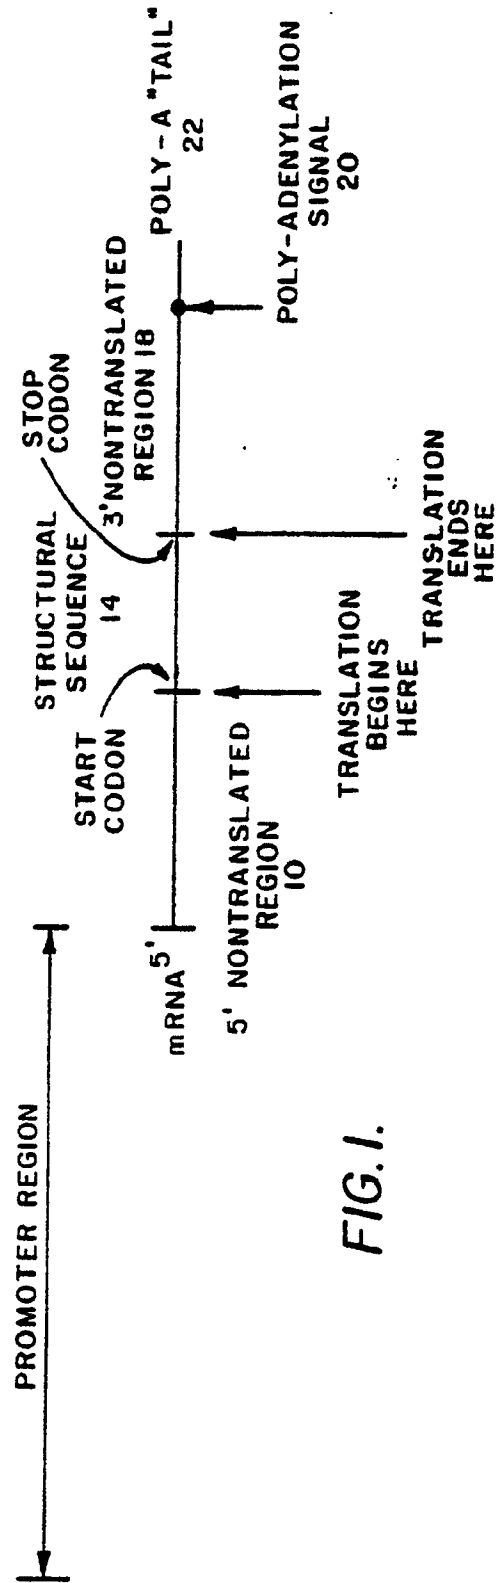 PROMOTER REGION
mRNA 5'
5' NONTRANSLATED
REGION
10
START
CODON
TRANSLATION
BEGINS
HERE
STRUCTURAL
SEQUENCE
14
STOP
CODON
TRANSLATION
ENDS
HERE
3' NONTRANSLATED
REGION 18
POLY-ADENYLATION
SIGNAL
20
POLY-A "TAIL"
22
FIG. 1.